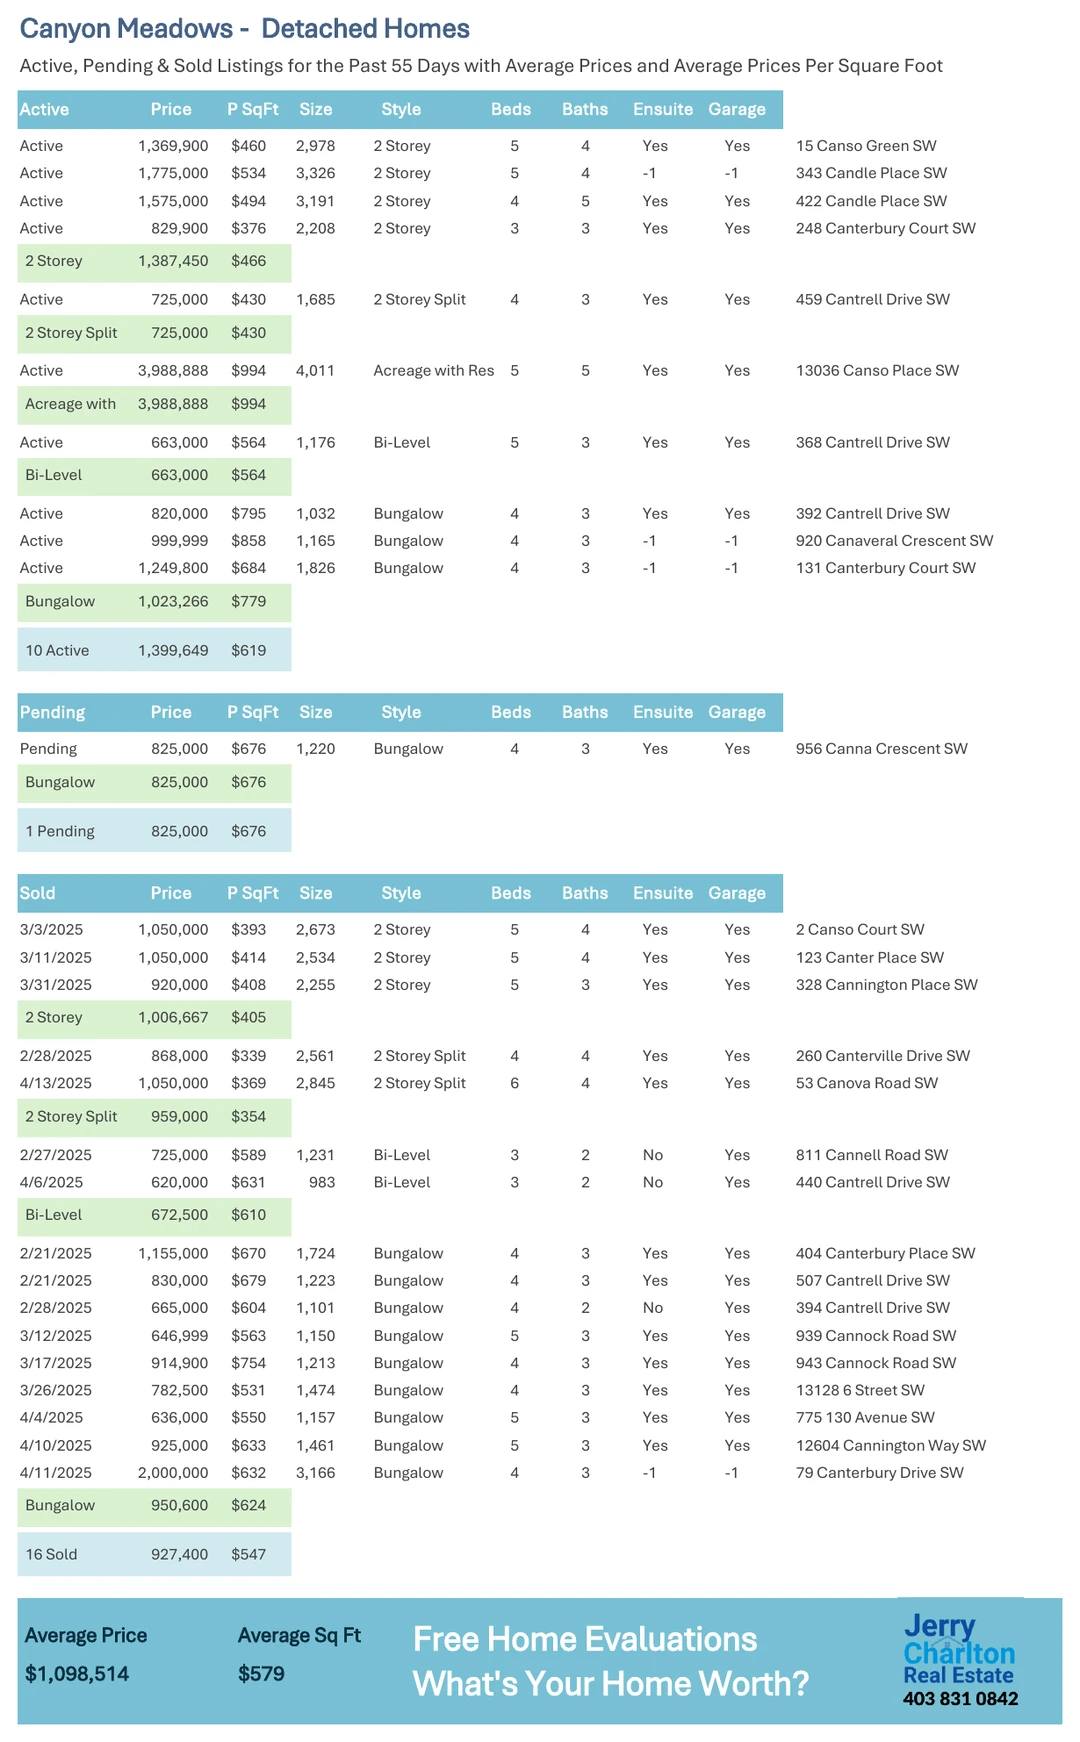 Canyon Meadows - Detached Homes
Active, Pending & Sold Listings for the Past 55 Days with Average Prices and Average Prices Per Square Foot
Active Price P SqFt Size Style Beds Baths Ensuite Garage
Active 1,369,900 $460 2,978 2 Storey 5 4 Yes Yes 15 Canso Green SW
Active 1,775,000 $534 3,326 2 Storey 5 4 -1 -1 343 Candle Place SW
Active 1,575,000 $494 3,191 2 Storey 4 5 Yes Yes 422 Candle Place SW
Active 829,900 $376 2,208 2 Storey 3 3 Yes Yes 248 Canterbury Court SW
2 Storey 1,387,450 $466
Active 725,000 $430 1,685 2 Storey Split 4 3 Yes Yes 459 Cantrell Drive SW
2 Storey Split 725,000 $430
Active 3,988,888 $994 4,011 Acreage with Res 5 5 Yes Yes 13036 Canso Place SW
Acreage with 3,988,888 $994
Active 663,000 $564 1,176 Bi-Level 5 3 Yes Yes 368 Cantrell Drive SW
Bi-Level 663,000 $564
Active 820,000 $795 1,032 Bungalow 4 3 Yes Yes 392 Cantrell Drive SW
Active 999,999 $858 1,165 Bungalow 4 3 -1 -1 920 Canaveral Crescent SW
Active 1,249,800 $684 1,826 Bungalow 4 3 -1 -1 131 Canterbury Court SW
Bungalow 1,023,266 $779
10 Active 1,399,649 $619
Pending Price P SqFt Size Style Beds Baths Ensuite Garage
Pending 825,000 $676 1,220 Bungalow 4 3 Yes Yes 956 Canna Crescent SW
Bungalow 825,000 $676
1 Pending 825,000 $676
Sold Price P SqFt Size Style Beds Baths Ensuite Garage
3/3/2025 1,050,000 $393 2,673 2 Storey 5 4 Yes Yes 2 Canso Court SW
3/11/2025 1,050,000 $414 2,534 2 Storey 5 4 Yes Yes 123 Canter Place SW
3/31/2025 920,000 $408 2,255 2 Storey 5 3 Yes Yes 328 Cannington Place SW
2 Storey 1,006,667 $405
2/28/2025 868,000 $339 2,561 2 Storey Split 4 4 Yes Yes 260 Canterville Drive SW
4/13/2025 1,050,000 $369 2,845 2 Storey Split 6 4 Yes Yes 53 Canova Road SW
2 Storey Split 959,000 $354
2/27/2025 725,000 $589 1,231 Bi-Level 3 2 No Yes 811 Cannell Road SW
4/6/2025 620,000 $631 983 Bi-Level 3 2 No Yes 440 Cantrell Drive SW
Bi-Level 672,500 $610
2/21/2025 1,155,000 $670 1,724 Bungalow 4 3 Yes Yes 404 Canterbury Place SW
2/21/2025 830,000 $679 1,223 Bungalow 4 3 Yes Yes 507 Cantrell Drive SW
2/28/2025 665,000 $604 1,101 Bungalow 4 2 No Yes 394 Cantrell Drive SW
3/12/2025 646,999 $563 1,150 Bungalow 5 3 Yes Yes 939 Cannock Road SW
3/17/2025 914,900 $754 1,213 Bungalow 4 3 Yes Yes 943 Cannock Road SW
3/26/2025 782,500 $531 1,474 Bungalow 4 3 Yes Yes 13128 6 Street SW
4/4/2025 636,000 $550 1,157 Bungalow 5 3 Yes Yes 775 130 Avenue SW
4/10/2025 925,000 $633 1,461 Bungalow 5 3 Yes Yes 12604 Cannington Way SW
4/11/2025 2,000,000 $632 3,166 Bungalow 4 3 -1 -1 79 Canterbury Drive SW
Bungalow 950,600 $624
16 Sold 927,400 $547
Average Price Average Sq Ft
$1,098,514 $579
Free Home Evaluations
What's Your Home Worth?
Jerry
Charlton
Real Estate
403 831 0842